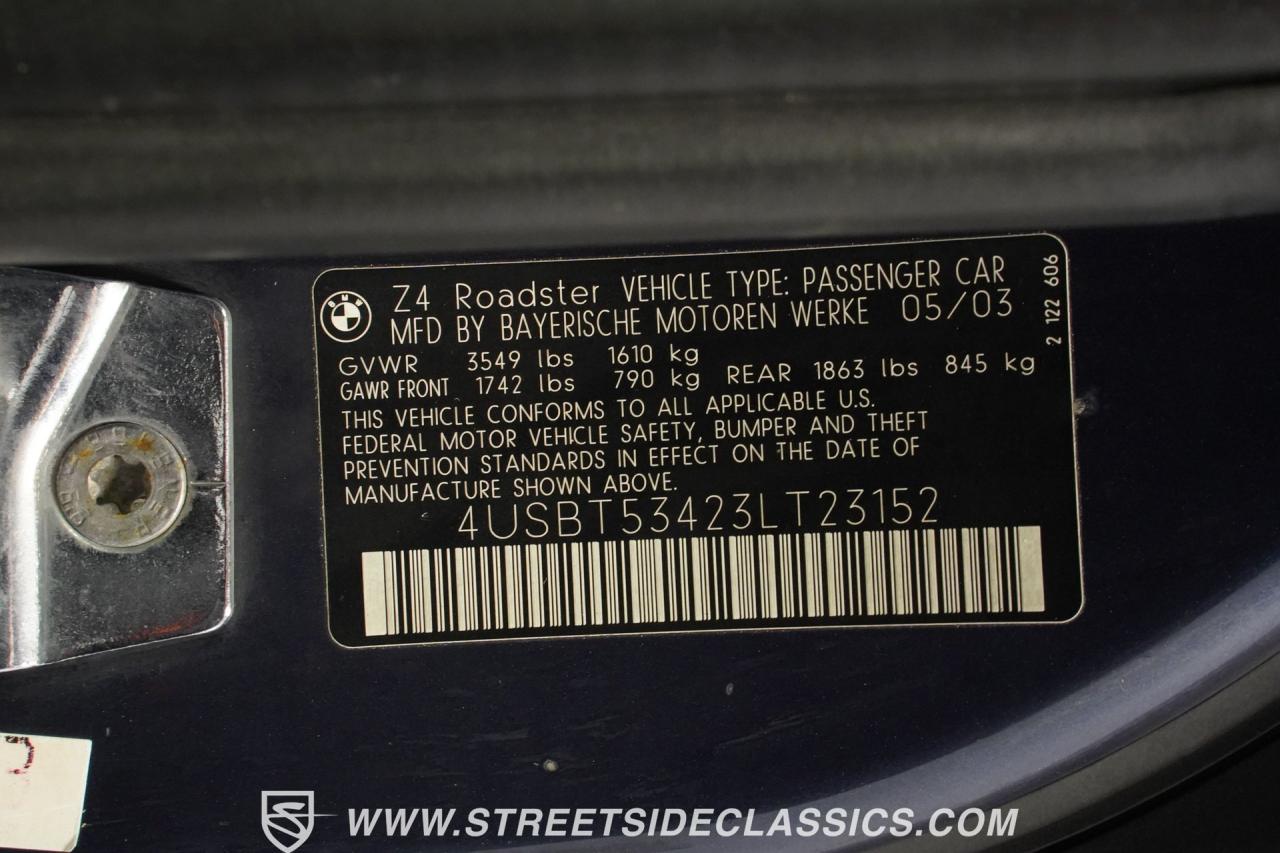 BMW
Z4 Roadster VEHICLE TYPE: PASSENGER CAR
MFD BY BAYERISCHE MOTOREN WERKE 05/03
2 122 606
GVWR 3549 lbs 1610 kg
GAWR FRONT 1742 lbs 790 kg REAR 1863 lbs 845 kg
THIS VEHICLE CONFORMS TO ALL APPLICABLE U.S.
FEDERAL MOTOR VEHICLE SAFETY, BUMPER AND THEFT
PREVENTION STANDARDS IN EFFECT ON THE DATE OF
MANUFACTURE SHOWN ABOVE.
4USBT53423LT23152
WWW.STREETSIDECLASSICS.COM